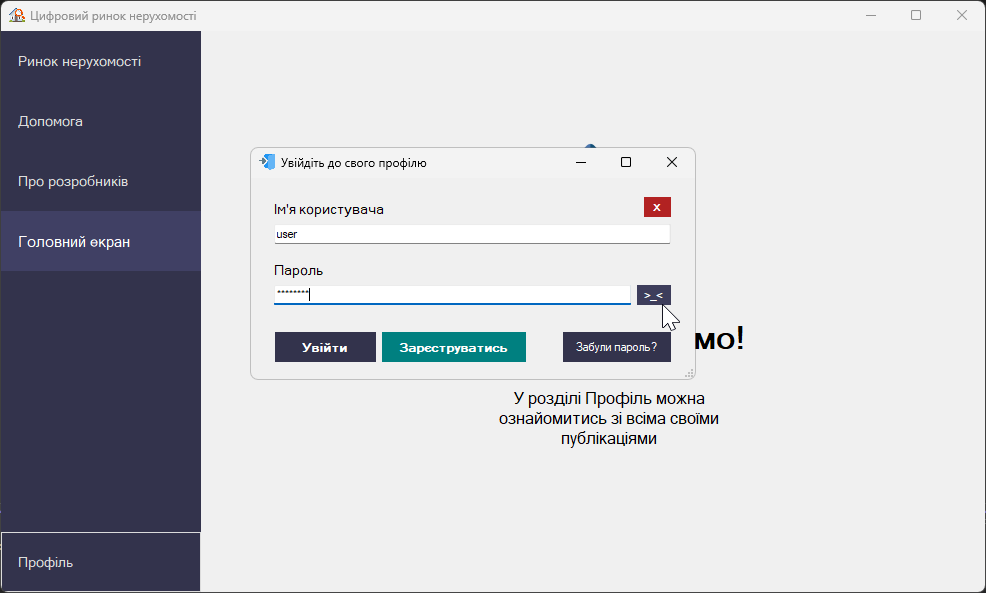 Цифровий ринок нерухомості
Ринок нерухомості
Допомога
Про розробників
Головний екран
Профіль
Увійдіть до свого профілю
Ім'я користувача
X
user
Пароль
********
>_<
Увійти
Зареєструватись
Забули пароль?
мо!
У розділі Профіль можна
ознайомитись зі всіма своїми
публікаціями